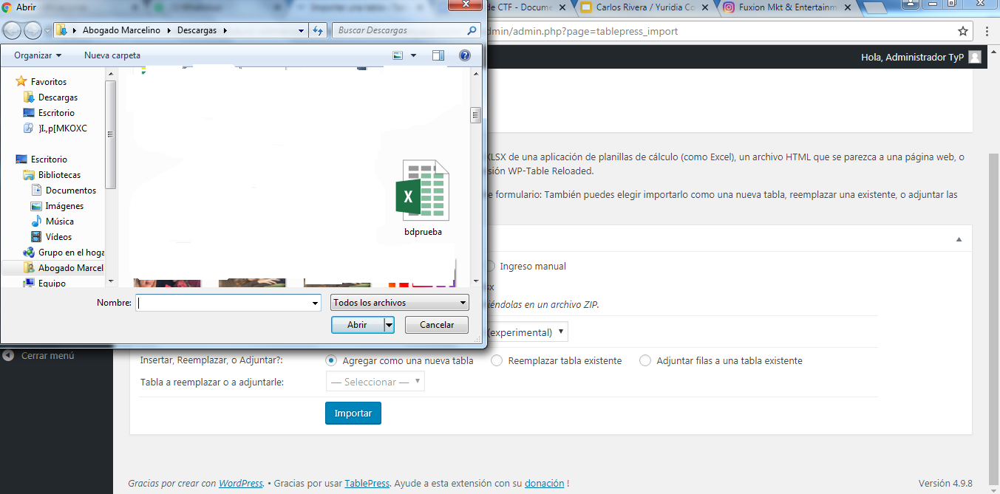 Abrir
de CTF - Docume
Carlos Rivera / Yuridia Co
Fuxion Mkt & Entertainm
Abogado Marcelino Descargas
Buscar Descargas
dmin/admin.php?page=tablepress_import
Organizar
Nueva carpeta
Hola, Administrador TyP
Favoritos
Descargas
Escritorio
}I.,p[MKOXC
Escritorio
Bibliotecas
Documentos
Imágenes
Música
Vídeos
Grupo en el hoga
Abogado Marcel
Equipo
X
bdprueba
XLSX de una aplicación de planillas de cálculo (como Excel), un archivo HTML que se parezca a una página web, o
sión WP-Table Reloaded.
e formulario: También puedes elegir importarlo como una nueva tabla, reemplazar una existente, o adjuntar las
Ingreso manual
sx
iéndolas en un archivo ZIP.
Nombre:
Todos los archivos
Abrir
Cancelar
(experimental)
Cerrar menú
Insertar, Reemplazar, o Adjuntar?:
Agregar como una nueva tabla
Reemplazar tabla existente
Adjuntar filas a una tabla existente
Tabla a reemplazar o a adjuntarle:
— Seleccionar —
Importar
Gracias por crear con WordPress. • Gracias por usar TablePress. Ayude a esta extensión con su donación !
Versión 4.9.8